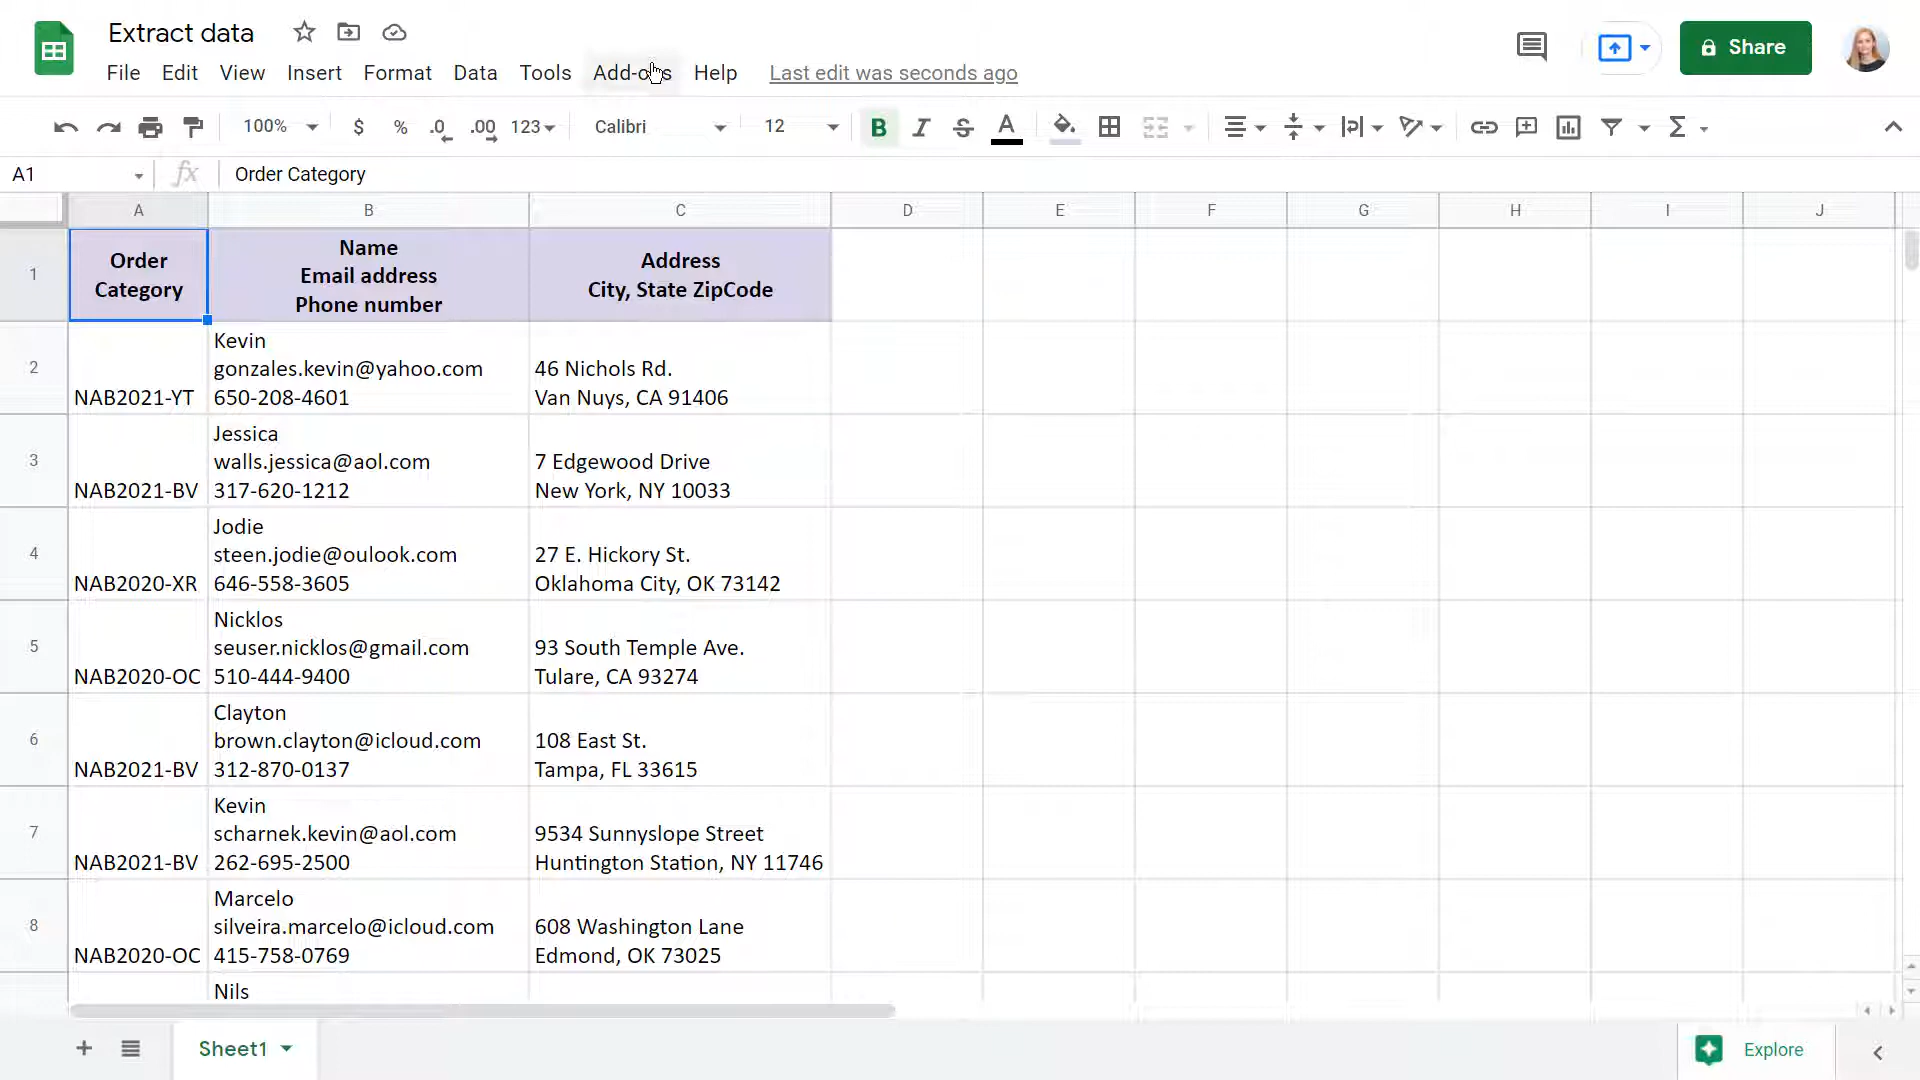 Extract data
File Edit View Insert Format Data Tools Add-ons Help Last edit was seconds ago
Share
100% $ % .0 .00 123 Calibri 12 B I S A Σ
A1 fx Order Category
A B C D E F G H I J
1
Order
Category
Name
Email address
Phone number
Address
City, State ZipCode
2
NAB2021-YT
Kevin
gonzales.kevin@yahoo.com
650-208-4601
46 Nichols Rd.
Van Nuys, CA 91406
3
NAB2021-BV
Jessica
walls.jessica@aol.com
317-620-1212
7 Edgewood Drive
New York, NY 10033
4
NAB2020-XR
Jodie
steen.jodie@oulook.com
646-558-3605
27 E. Hickory St.
Oklahoma City, OK 73142
5
NAB2020-OC
Nicklos
seuser.nicklos@gmail.com
510-444-9400
93 South Temple Ave.
Tulare, CA 93274
6
NAB2021-BV
Clayton
brown.clayton@icloud.com
312-870-0137
108 East St.
Tampa, FL 33615
7
NAB2021-BV
Kevin
scharnek.kevin@aol.com
262-695-2500
9534 Sunnyslope Street
Huntington Station, NY 11746
8
NAB2020-OC
Marcelo
silveira.marcelo@icloud.com
415-758-0769
608 Washington Lane
Edmond, OK 73025
Nils
Sheet1
Explore